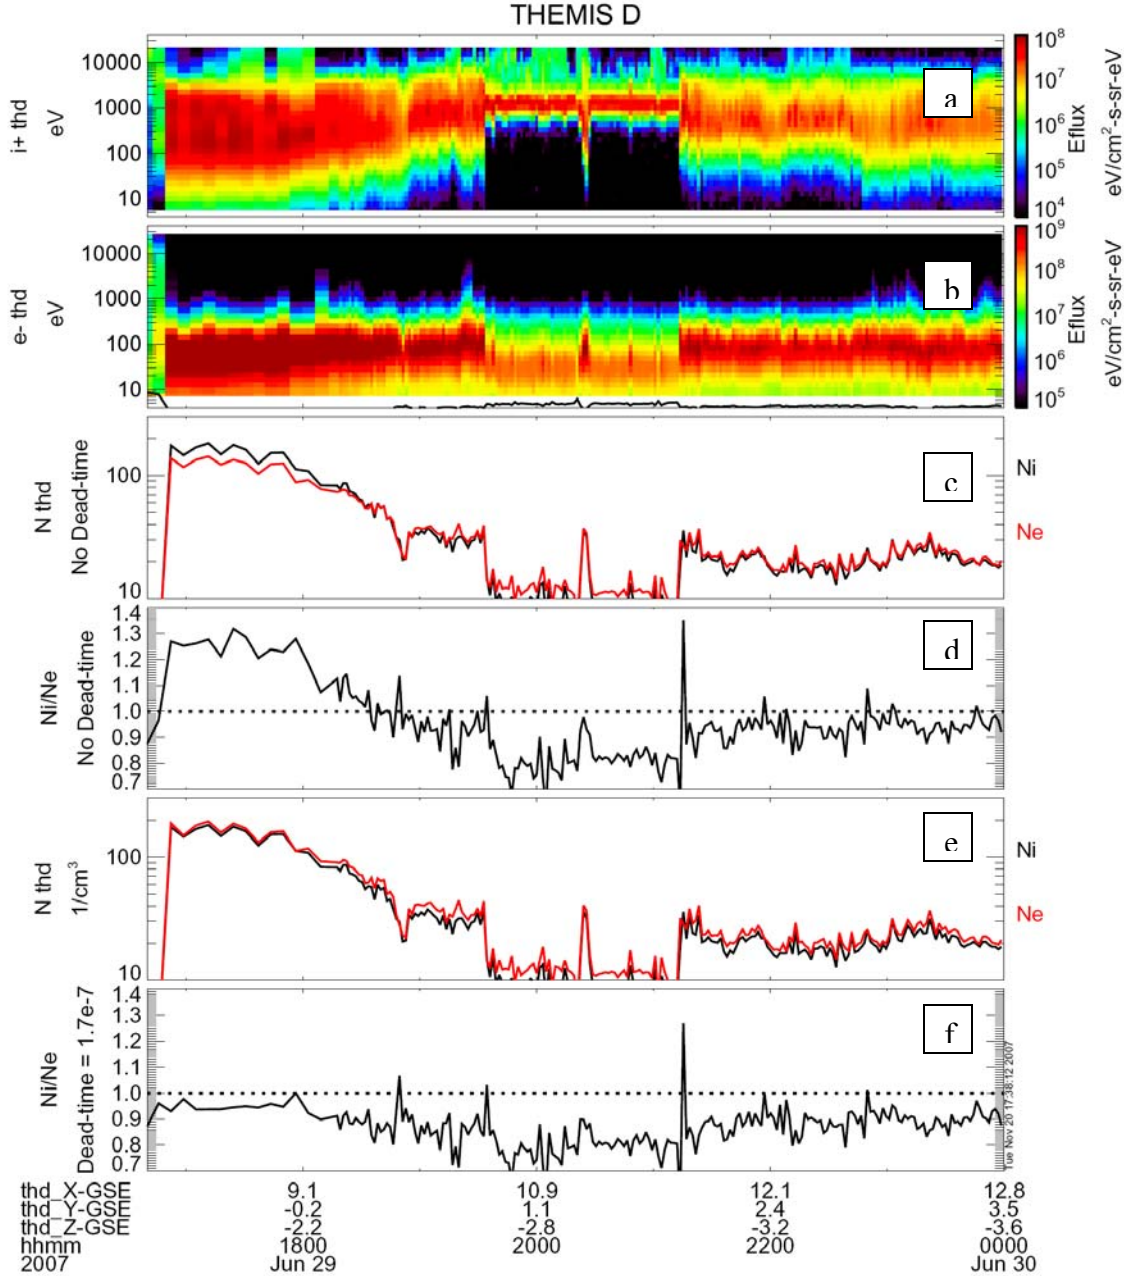 THEMIS D
i+ thd
eV
10000
1000
100
10
a
10^8
10^7
10^6
10^5
10^4
Eflux
eV/cm^2-s-sr-eV
e- thd
eV
10000
1000
100
10
b
10^9
10^8
10^7
10^6
10^5
Eflux
eV/cm^2-s-sr-eV
N thd
No Dead-time
100
10
c
Ni
Ne
Ni/Ne
No Dead-time
1.4
1.3
1.2
1.1
1.0
0.9
0.8
0.7
d
N thd
1/cm^3
100
10
e
Ni
Ne
Ni/Ne
Dead-time = 1.7e-7
1.4
1.3
1.2
1.1
1.0
0.9
0.8
0.7
f
Tue Nov 20 17:38:12 2007
thd_X-GSE 9.1 10.9 12.1 12.8
thd_Y-GSE -0.2 1.1 2.4 3.5
thd_Z-GSE -2.2 -2.8 -3.2 -3.6
hhmm 1800 2000 2200 0000
2007 Jun 29 Jun 30